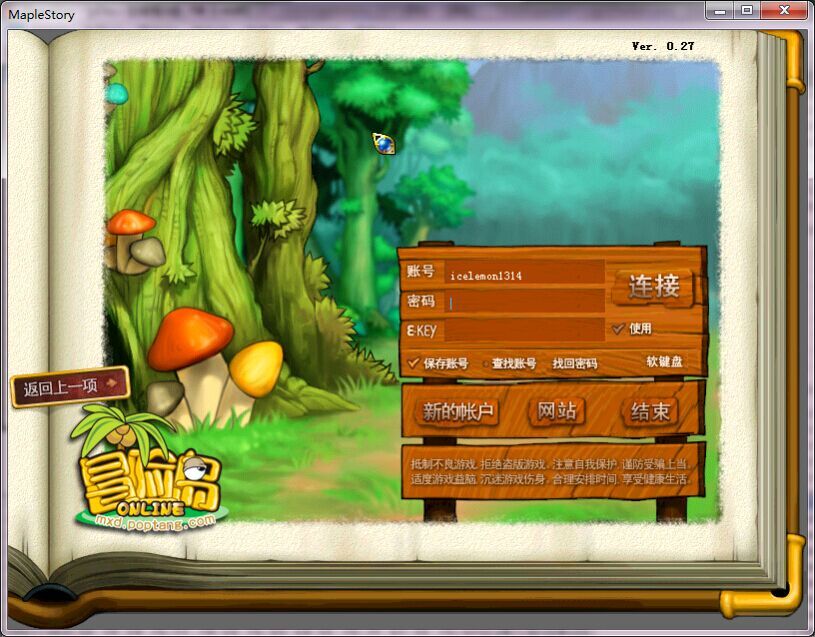 MapleStory
Ver. 0.27
账号
icelemon1314
连接
密码
E-KEY
使用
保存账号
查找账号
找回密码
软键盘
返回上一项
新的帐户
网站
结束
抵制不良游戏, 拒绝盗版游戏. 注意自我保护, 谨防受骗上当.
适度游戏益脑, 沉迷游戏伤身. 合理安排时间, 享受健康生活.
冒险岛
ONLINE
mxd.poptang.com